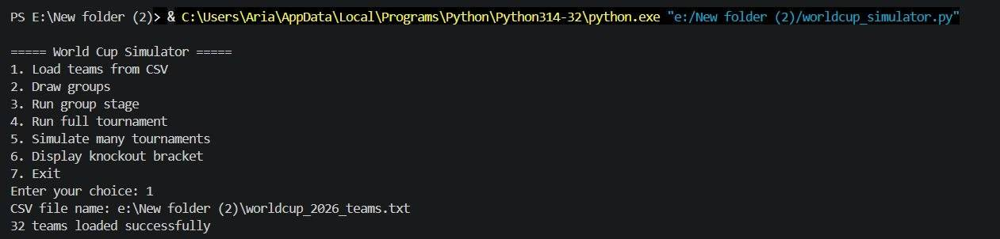 PS E:\New folder (2)> & C:\Users\Aria\AppData\Local\Programs\Python\Python314-32\python.exe "e:/New folder (2)/worldcup_simulator.py"
===== World Cup Simulator =====
1. Load teams from CSV
2. Draw groups
3. Run group stage
4. Run full tournament
5. Simulate many tournaments
6. Display knockout bracket
7. Exit
Enter your choice: 1
CSV file name: e:\New folder (2)\worldcup_2026_teams.txt
32 teams loaded successfully